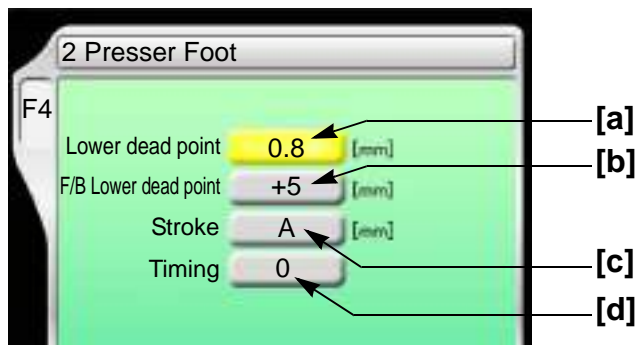 2 Presser Foot
F4
Lower dead point 0.8 [mm] [a]
F/B Lower dead point +5 [mm] [b]
Stroke A [mm] [c]
Timing 0 [d]